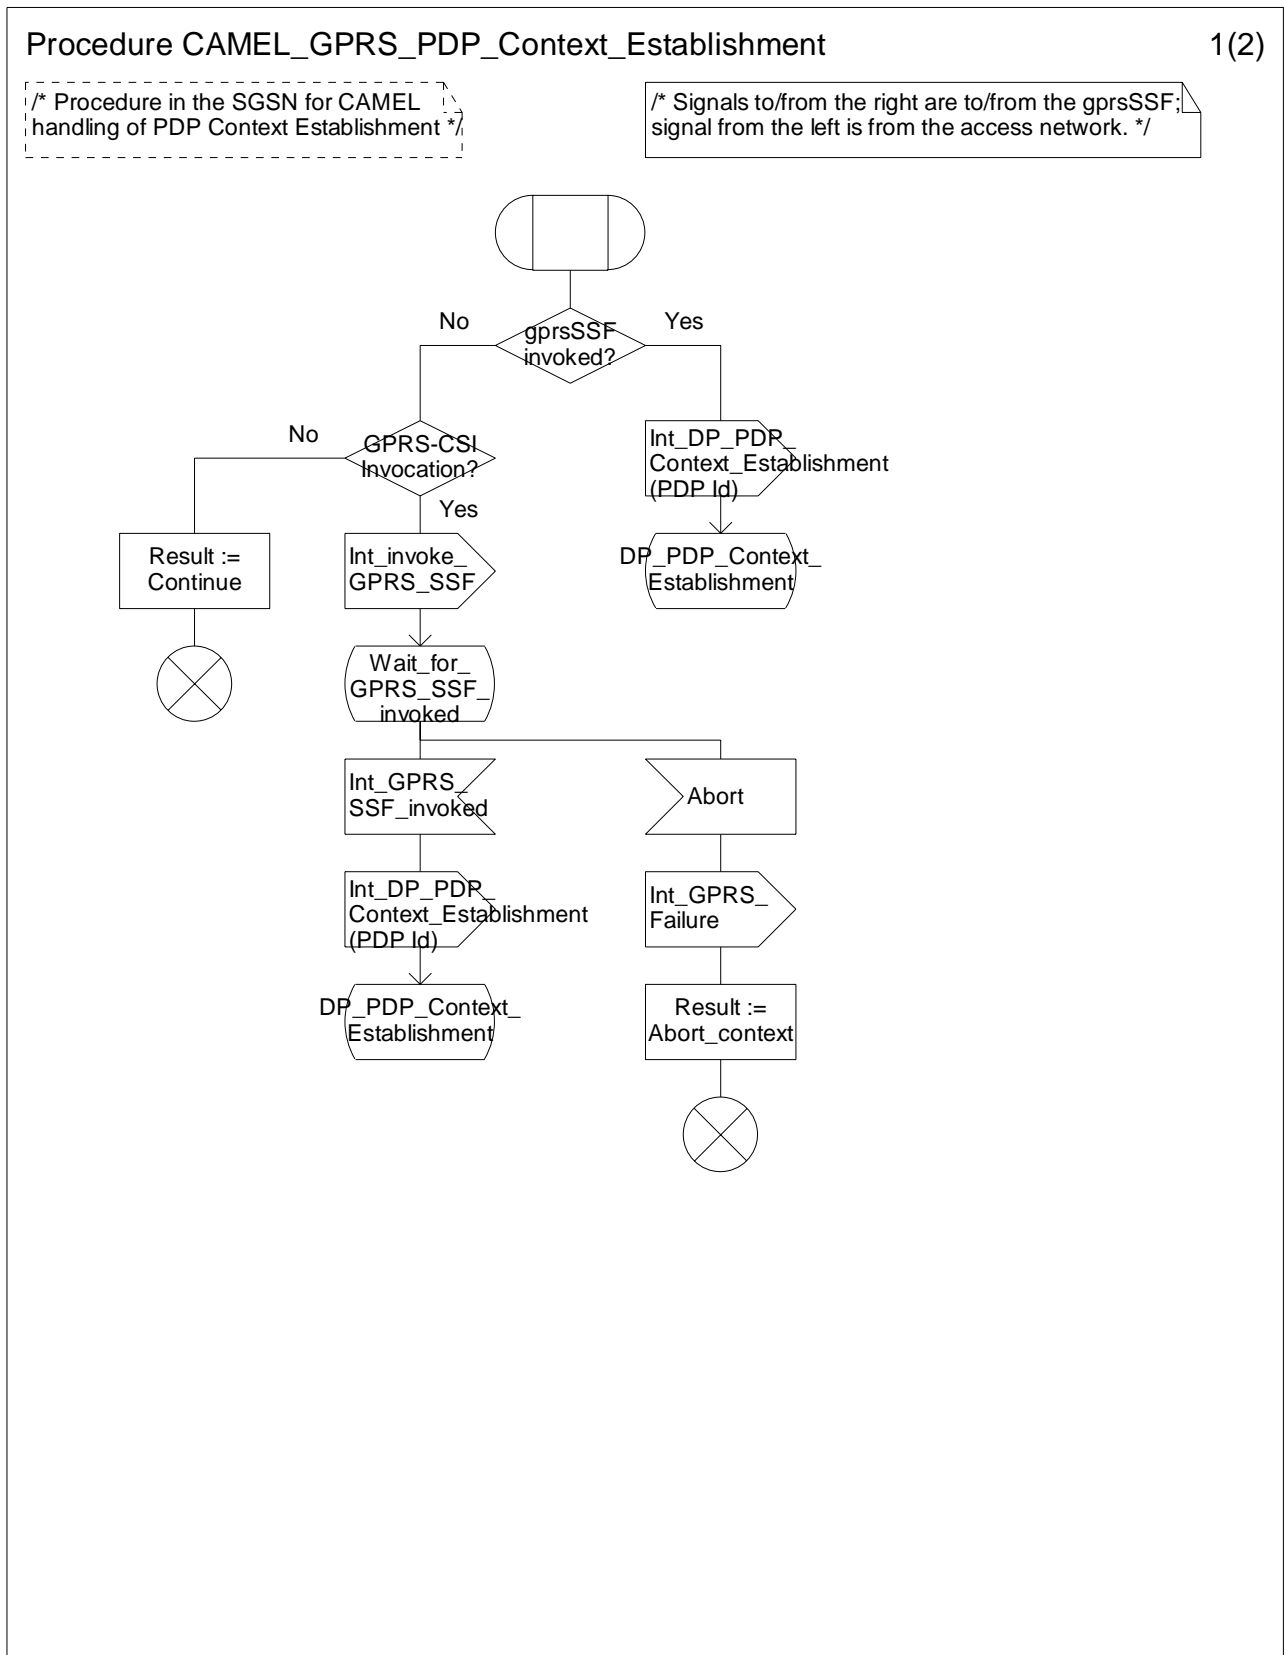 Procedure CAMEL_GPRS_PDP_Context_Establishment
1(2)
/* Procedure in the SGSN for CAMEL
handling of PDP Context Establishment */
/* Signals to/from the right are to/from the gprsSSF;
signal from the left is from the access network. */
No
gprsSSF
invoked?
Yes
No
GPRS-CSI
Invocation?
Yes
Int_DP_PDP_
Context_Establishment
(PDP Id)
Result :=
Continue
Int_invoke_
GPRS_SSF
DP_PDP_Context_
Establishment
Wait_for_
GPRS_SSF_
invoked
Int_GPRS_
SSF_invoked
Abort
Int_DP_PDP_
Context_Establishment
(PDP Id)
Int_GPRS_
Failure
DP_PDP_Context_
Establishment
Result :=
Abort_context